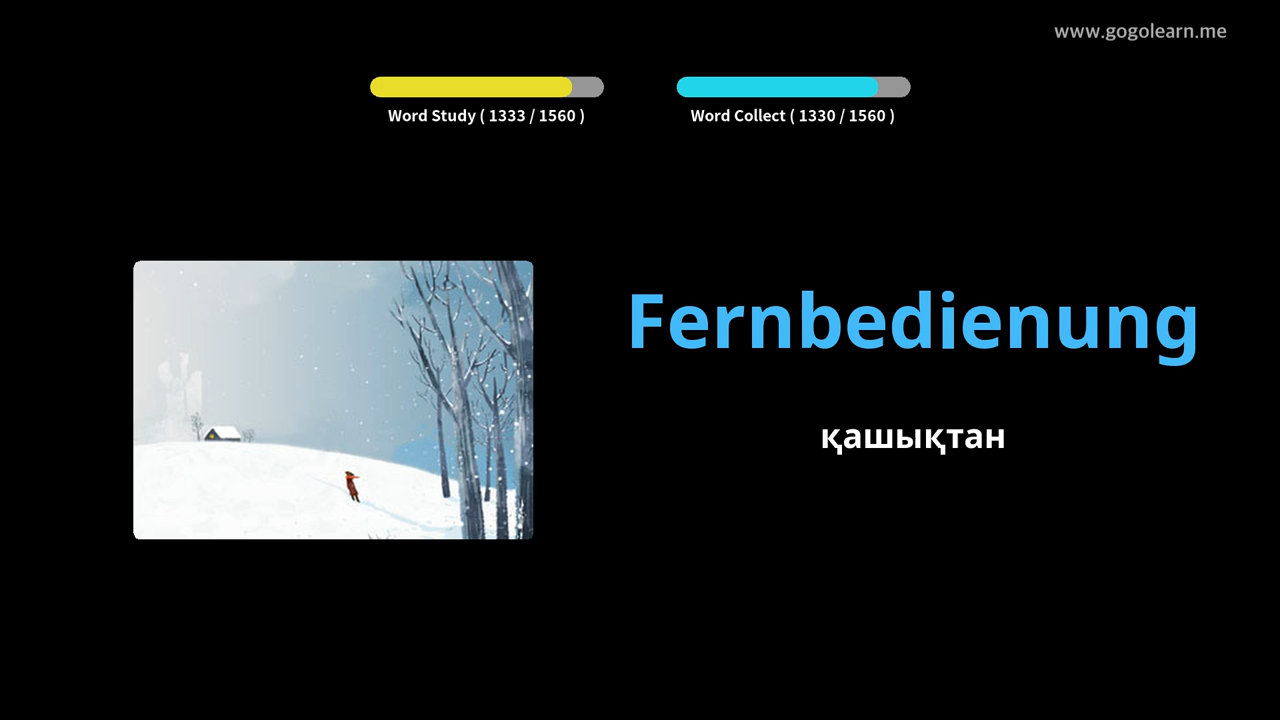 www.gogolearn.me
Word Study ( 1333 / 1560 )
Word Collect ( 1330 / 1560 )
Fernbedienung
қашықтан